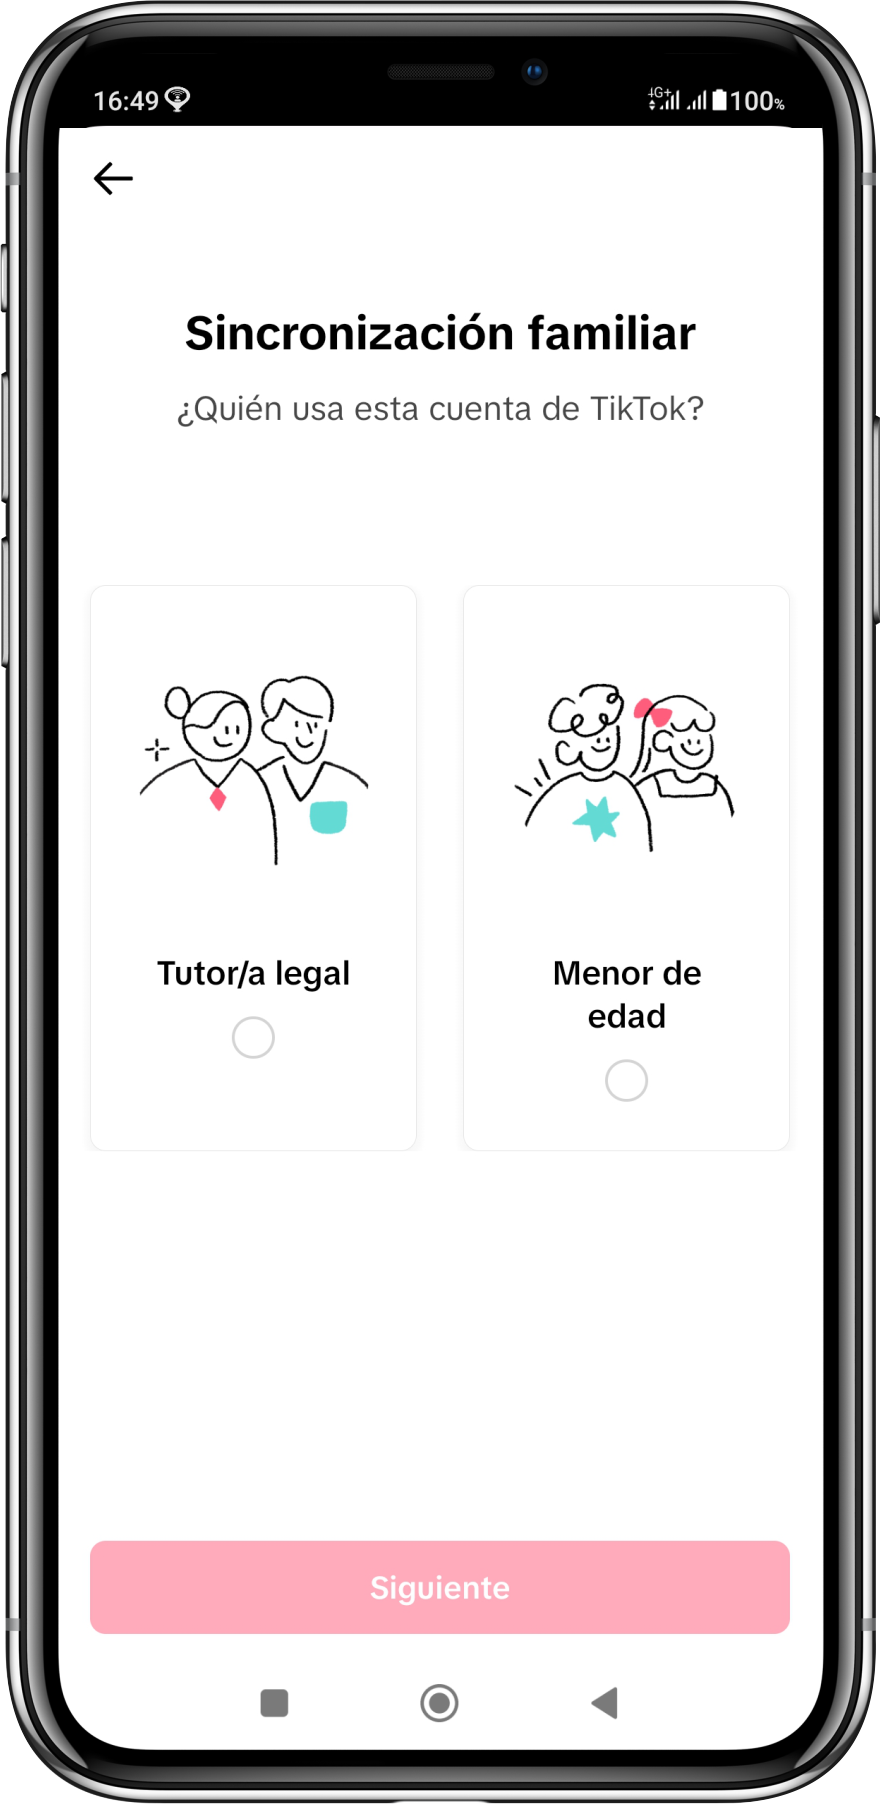 16:49 4G+ 100%
Sincronización familiar
¿Quién usa esta cuenta de TikTok?
Tutor/a legal
Menor de
edad
Siguiente